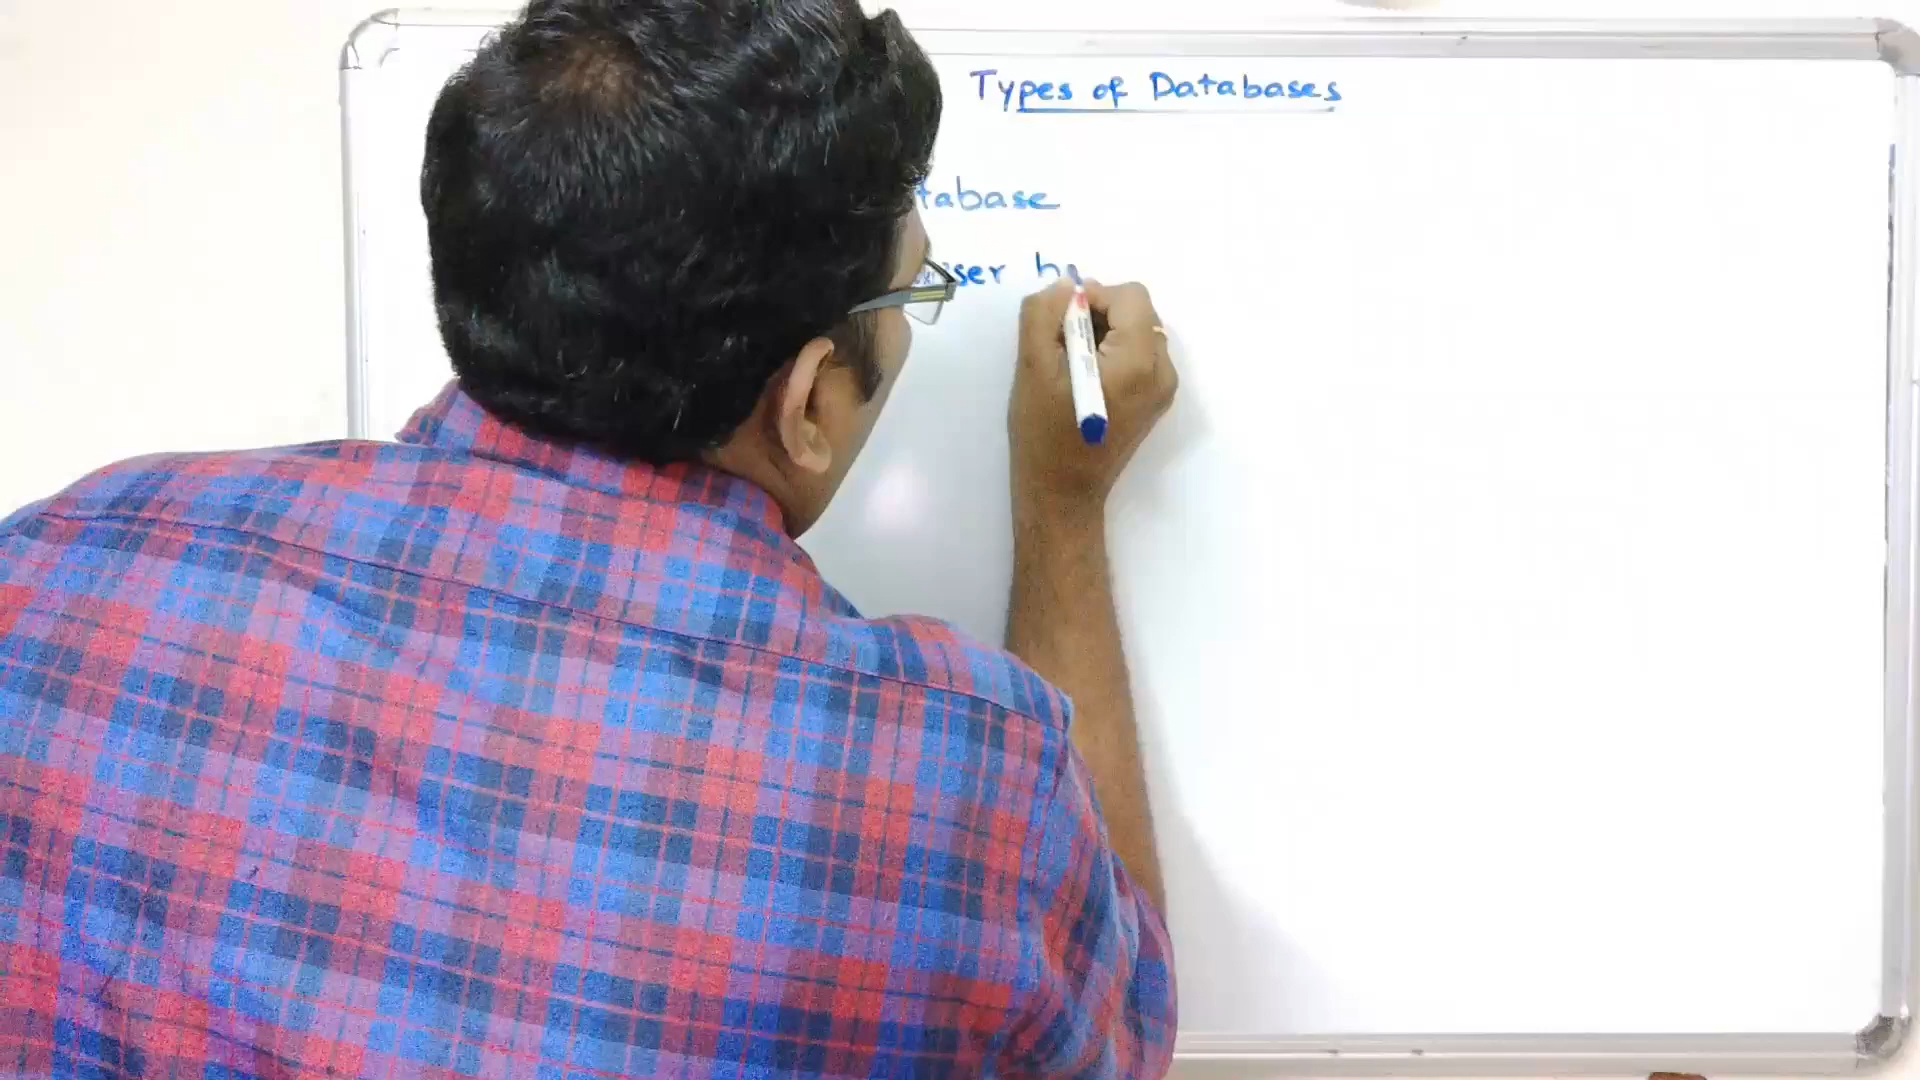 Types of Databases
tabase
ser